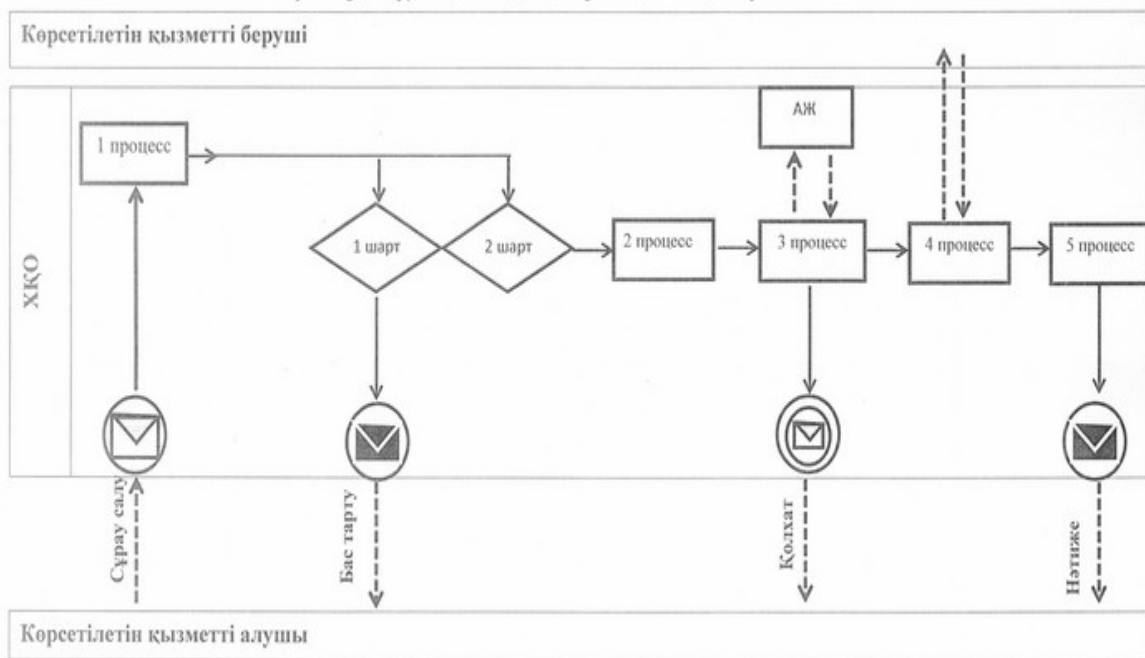 Көрсетілетін қызметті беруші
ХҚО
1 процесс
АЖ
1 шарт
2 шарт
2 процесс
3 процесс
4 процесс
5 процесс
Сұрау салу
Бас тарту
Қолхат
Нәтиже
Көрсетілетін қызметті алушы